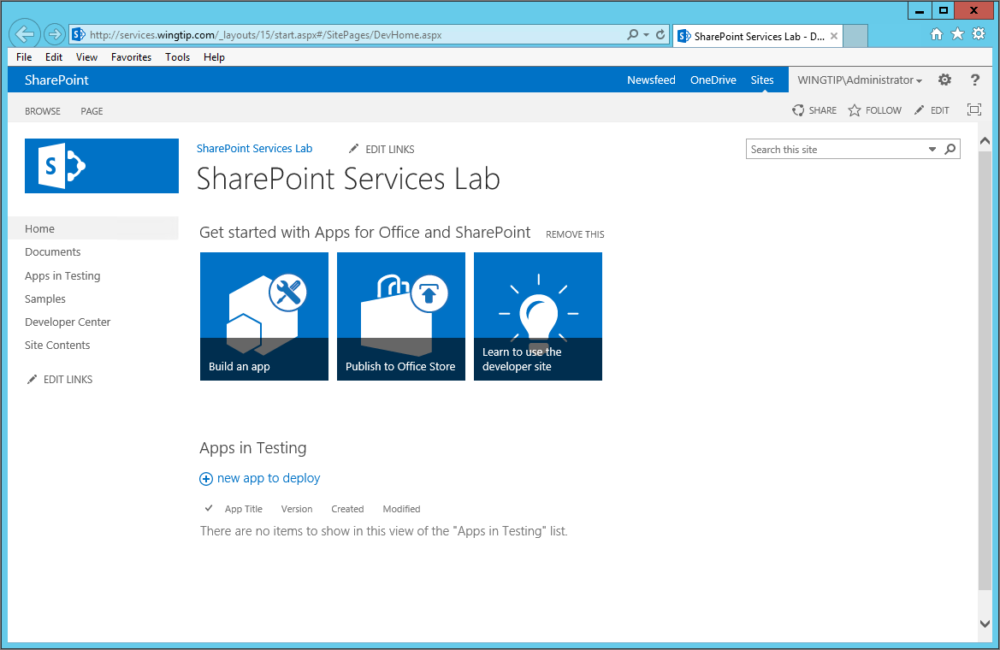 http://services.wingtip.com/_layouts/15/start.aspx#/SitePages/DevHome.aspx
SharePoint Services Lab - D...
File Edit View Favorites Tools Help
SharePoint
Newsfeed OneDrive Sites
WINGTIP\Administrator
?
BROWSE PAGE
SHARE FOLLOW EDIT
S
SharePoint Services Lab
EDIT LINKS
Search this site
SharePoint Services Lab
Home
Documents
Apps in Testing
Samples
Developer Center
Site Contents
EDIT LINKS
Get started with Apps for Office and SharePoint REMOVE THIS
Build an app
Publish to Office Store
Learn to use the
developer site
Apps in Testing
new app to deploy
App Title Version Created Modified
There are no items to show in this view of the "Apps in Testing" list.